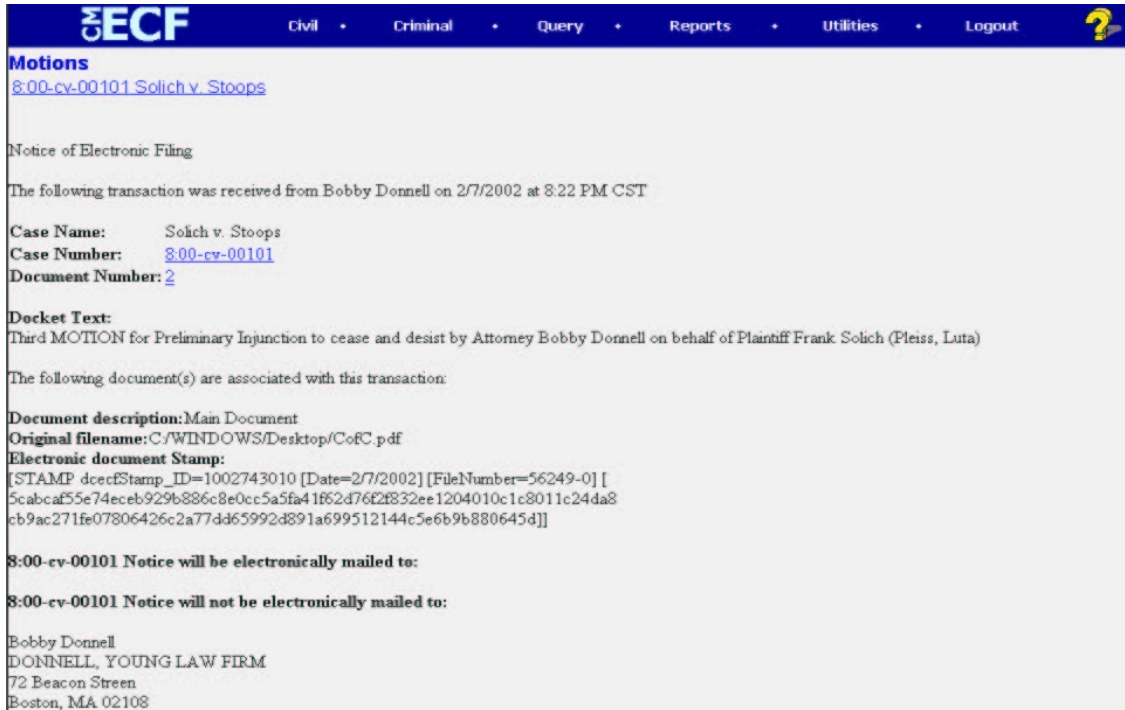 CM ECF Civil • Criminal • Query • Reports • Utilities • Logout ?
Motions
8:00-cv-00101 Solich v. Stoops
Notice of Electronic Filing
The following transaction was received from Bobby Donnell on 2/7/2002 at 8:22 PM CST
Case Name: Solich v. Stoops
Case Number: 8:00-cv-00101
Document Number: 2
Docket Text:
Third MOTION for Preliminary Injunction to cease and desist by Attorney Bobby Donnell on behalf of Plaintiff Frank Solich (Pleiss, Luta)
The following document(s) are associated with this transaction:
Document description:Main Document
Original filename:C:/WINDOWS/Desktop/CofC.pdf
Electronic document Stamp:
[STAMP dcecfStamp_ID=1002743010 [Date=2/7/2002] [FileNumber=56249-0] [
5cabcaf55e74eceb929b886c8e0cc5a5fa41f62d76f2f832ee1204010c1c8011c24da8
cb9ac271fe07806426c2a77dd65992d891a699512144c5e6b9b880645d]]
8:00-cv-00101 Notice will be electronically mailed to:
8:00-cv-00101 Notice will not be electronically mailed to:
Bobby Donnell
DONNELL, YOUNG LAW FIRM
72 Beacon Streen
Boston, MA 02108